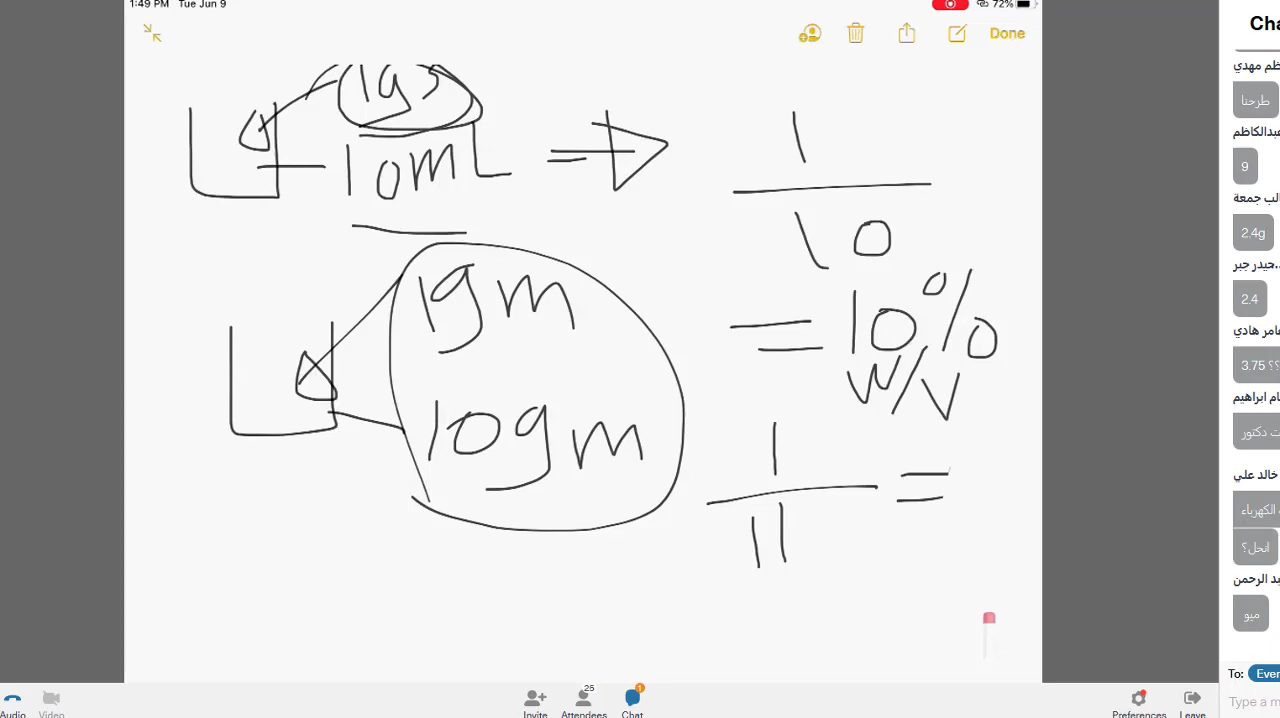 1:49 PM Tue Jun 9
72%
Done
Cha
1g
10mL
1
10
1gm
10gm
= 10%
W/V
1
11
=
ظم مهدي
طرحنا
عبدالكاظم
9
الب جمعة
2.4g
..حيدر جبر
2.4
عامر هادي
3.75 ؟؟
ام ابراهيم
ت دكتور
خالد علي
الكهرباء
انحل؟
بد الرحمن
ميو
To: Ever
Type a m
Audio
Video
Invite
25
Attendees
1
Chat
Preferences
Leave